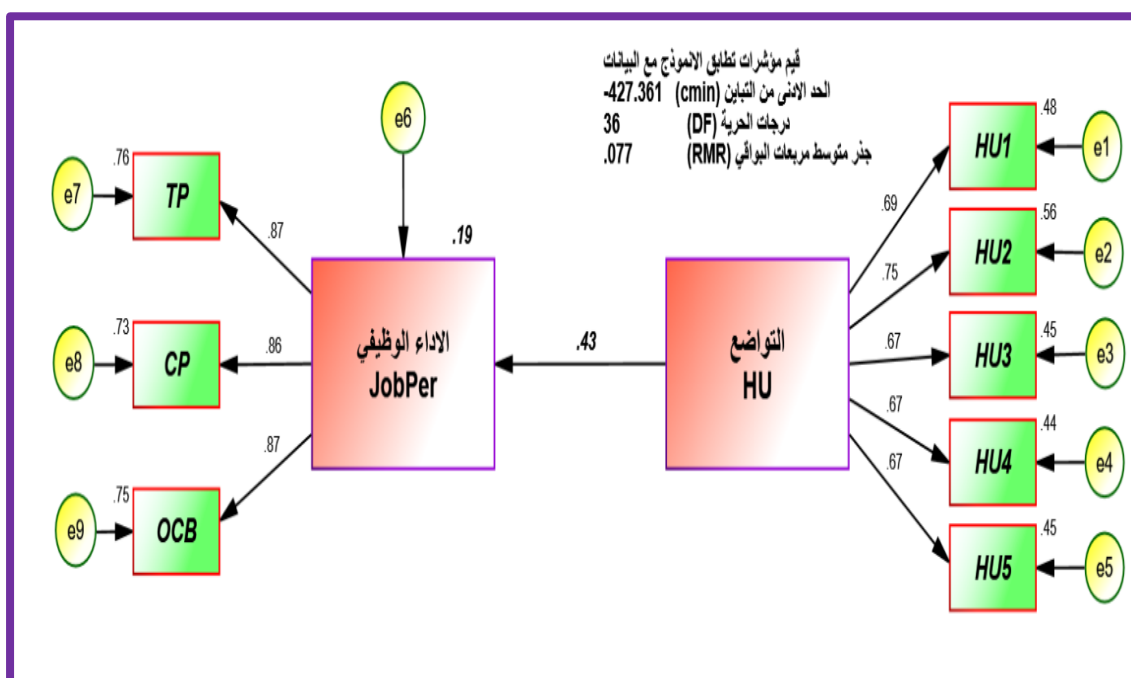 قيم مؤشرات تطابق الانموذج مع البيانات
الحد الادنى من التباين (cmin) -427.361
درجات الحرية (DF) 36
جذر متوسط مربعات البواقي (RMR) .077
e6
.19
e7
.76
TP
.87
e8
.73
CP
.86
e9
.75
OCB
.87
الاداء الوظيفي
JobPer
.43
التواضع
HU
.69
.48
HU1
e1
.75
.56
HU2
e2
.67
.45
HU3
e3
.67
.44
HU4
e4
.67
.45
HU5
e5